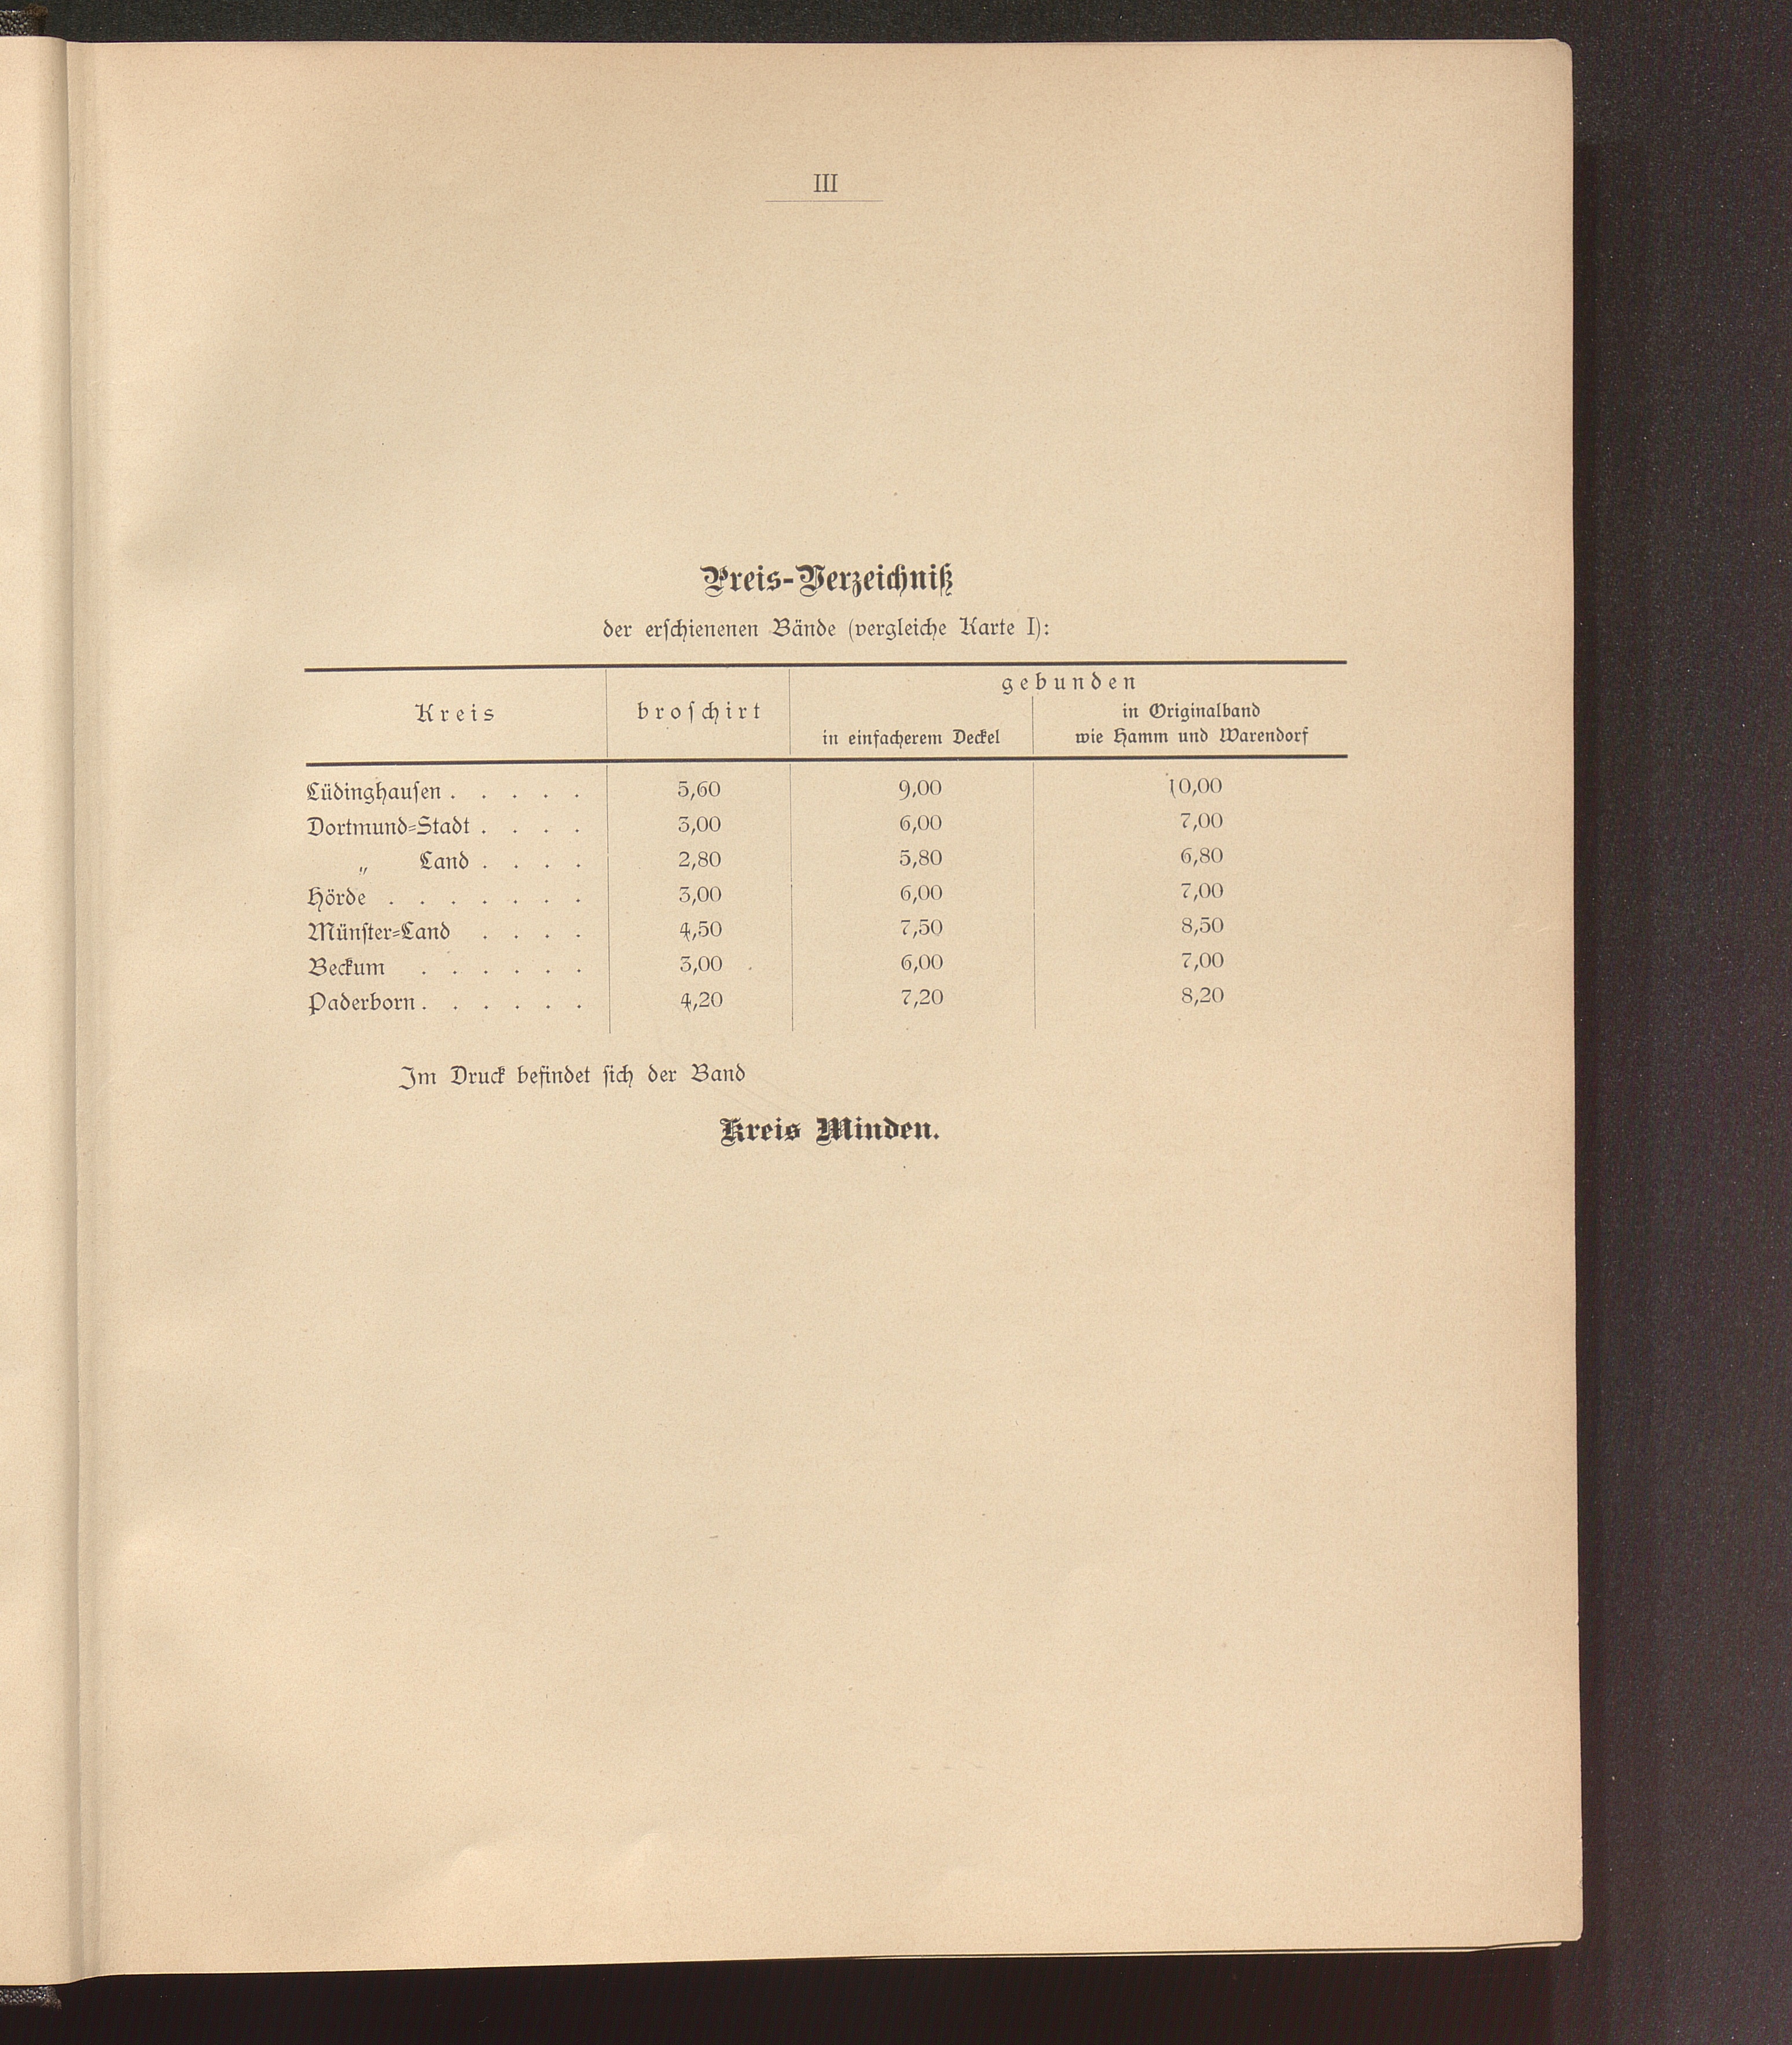 III
Preis-Verzeichniß
der erschienenen Bände (vergleiche Karte I):
Kreis broschirt gebunden
in einfacherem Deckel in Originalband wie Hamm und Warendorf
Lüdinghausen . . . . . 5,60 9,00 10,00
Dortmund-Stadt . . . . 3,00 6,00 7,00
„ Land . . . . 2,80 5,80 6,80
Hörde . . . . . . . 3,00 6,00 7,00
Münster-Land . . . . 4,50 7,50 8,50
Beckum . . . . . . 3,00 6,00 7,00
Paderborn . . . . . . 4,20 7,20 8,20
Im Druck befindet sich der Band
Kreis Minden.